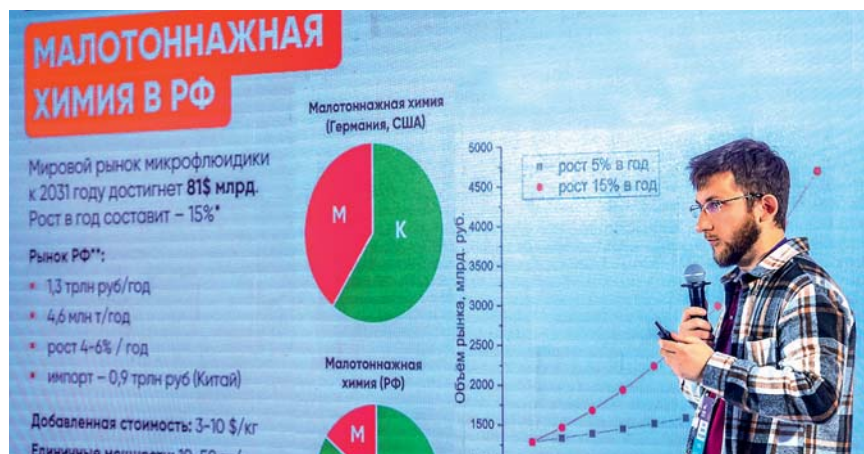 МАЛОТОННАЖНАЯ
ХИМИЯ В РФ
Мировой рынок микрофлюидики
к 2031 году достигнет 81$ млрд.
Рост в год составит – 15%*
Рынок РФ**:
1,3 трлн руб/год
4,6 млн т/год
рост 4-6% / год
импорт – 0,9 трлн руб (Китай)
Добавленная стоимость: 3-10 $/кг
Единичные мощности:
Малотоннажная химия
(Германия, США)
М
К
Малотоннажная
химия (РФ)
М
Объем рынка, млрд. руб.
5000
4500
4000
3500
3000
2500
2000
1500
рост 5% в год
рост 15% в год